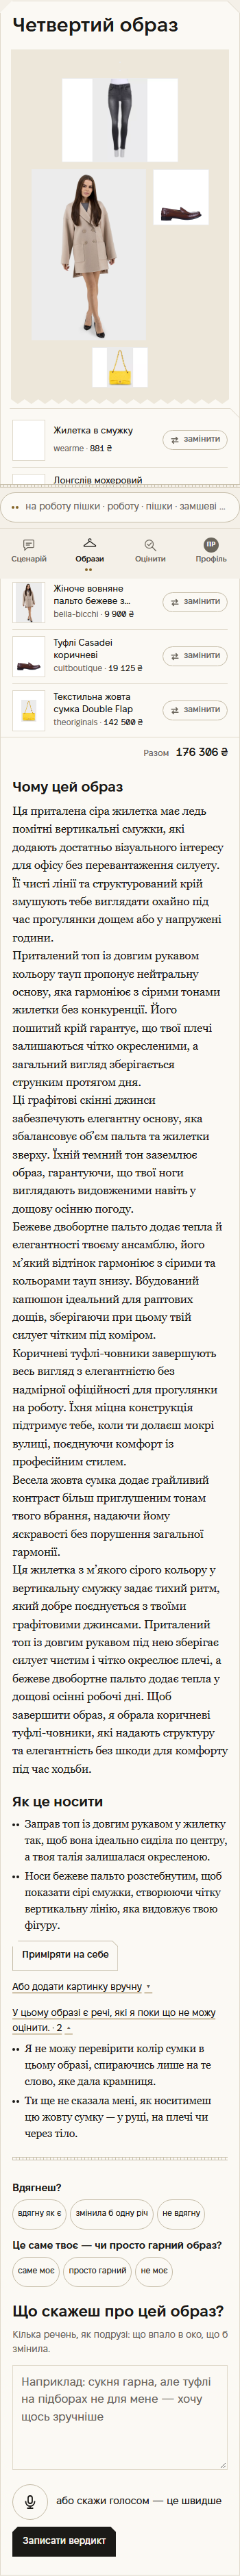 Четвертий образ
Жилетка в смужку
wearme · 881 ₴
замінити
Лонгслів мохеровий
на роботу пішки · роботу · пішки · замшеві ...
Сценарій
Образи
Оцінити
ПР
Профіль
Жіноче вовняне
пальто бежеве з...
bella-bicchi · 9 900 ₴
замінити
Туфлі Casadei
коричневі
cultboutique · 19 125 ₴
замінити
Текстильна жовта
сумка Double Flap
theoriginals · 142 500 ₴
замінити
Разом 176 306 ₴
Чому цей образ
Ця приталена сіра жилетка має ледь
помітні вертикальні смужки, які
додають достатньо візуального інтересу
для офісу без перевантаження силуету.
Її чисті лінії та структурований крій
змушують тебе виглядати охайно під
час прогулянки дощем або у напружені
години.
Приталений топ із довгим рукавом
кольору тауп пропонує нейтральну
основу, яка гармоніює з сірими тонами
жилетки без конкуренції. Його
пошитий крій гарантує, що твої плечі
залишаються чітко окресленими, а
загальний вигляд зберігається
струнким протягом дня.
Ці графітові скінні джинси
забезпечують елегантну основу, яка
збалансовує об’єм пальта та жилетки
зверху. Їхній темний тон заземлює
образ, гарантуючи, що твої ноги
виглядають видовженими навіть у
дощову осінню погоду.
Бежеве двобортне пальто додає тепла й
елегантності твоєму ансамблю, його
м’який відтінок гармоніює з сірими та
кольорами тауп знизу. Вбудований
капюшон ідеальний для раптових
дощів, зберігаючи при цьому твій
силует чітким під коміром.
Коричневі туфлі-човники завершують
весь вигляд з елегантністю без
надмірної офіційності для прогулянки
на роботу. Їхня міцна конструкція
підтримує тебе, коли ти долаєш мокрі
вулиці, поєднуючи комфорт із
професійним стилем.
Весела жовта сумка додає грайливий
контраст більш приглушеним тонам
твого вбрання, надаючи йому
яскравості без порушення загальної
гармонії.
Ця жилетка з м’якого сірого кольору у
вертикальну смужку задає тихий ритм,
який добре поєднується з твоїми
графітовими джинсами. Приталений
топ із довгим рукавом під нею зберігає
силует чистим і чітко окреслює плечі, а
бежеве двобортне пальто додає тепла у
дощові осінні робочі дні. Щоб
завершити образ, я обрала коричневі
туфлі-човники, які надають структуру
та елегантність без шкоди для комфорту
під час ходьби.
Як це носити
Заправ топ із довгим рукавом у жилетку
так, щоб вона ідеально сиділа по центру,
а твоя талія залишалася окресленою.
Носи бежеве пальто розстебнутим, щоб
показати сірі смужки, створюючи чітку
вертикальну лінію, яка видовжує твою
фігуру.
Приміряти на себе
Або додати картинку вручну
У цьому образі є речі, які я поки що не можу
оцінити. · 2
Я не можу перевірити колір сумки в
цьому образі, спираючись лише на те
слово, яке дала крамниця.
Ти ще не сказала мені, як носитимеш
цю жовту сумку — у руці, на плечі чи
через тіло.
Вдягнеш?
вдягну як є
змінила б одну річ
не вдягну
Це саме твоє — чи просто гарний образ?
саме моє
просто гарний
не моє
Що скажеш про цей образ?
Кілька речень, як подрузі: що впало в око, що б
змінила.
Наприклад: сукня гарна, але туфлі
на підборах не для мене — хочу
щось зручніше
або скажи голосом — це швидше
Записати вердикт